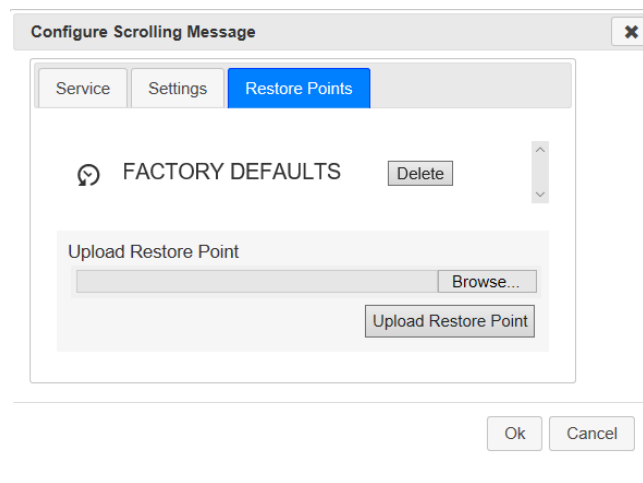 Configure Scrolling Message
Service Settings Restore Points
FACTORY DEFAULTS Delete
Upload Restore Point
Browse...
Upload Restore Point
Ok Cancel